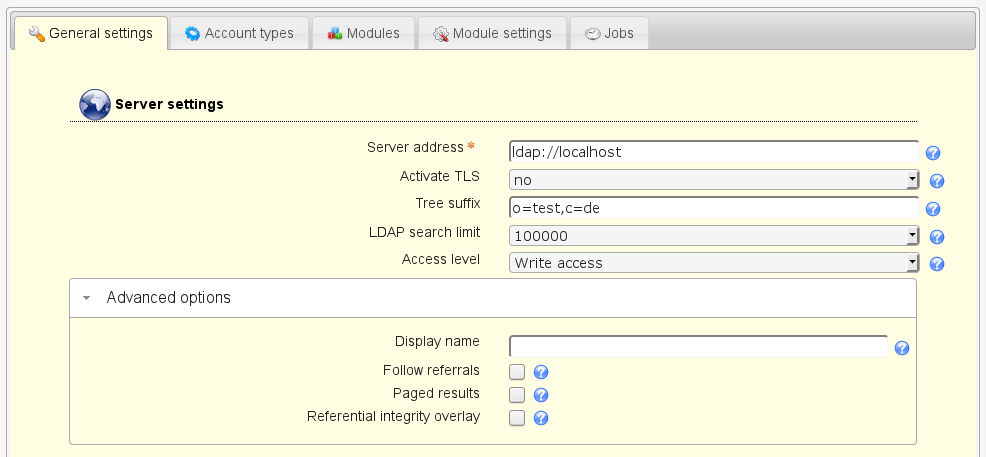 General settings
Account types
Modules
Module settings
Jobs
Server settings
Server address *
ldap://localhost
Activate TLS
no
Tree suffix
o=test,c=de
LDAP search limit
100000
Access level
Write access
Advanced options
Display name
Follow referrals
Paged results
Referential integrity overlay